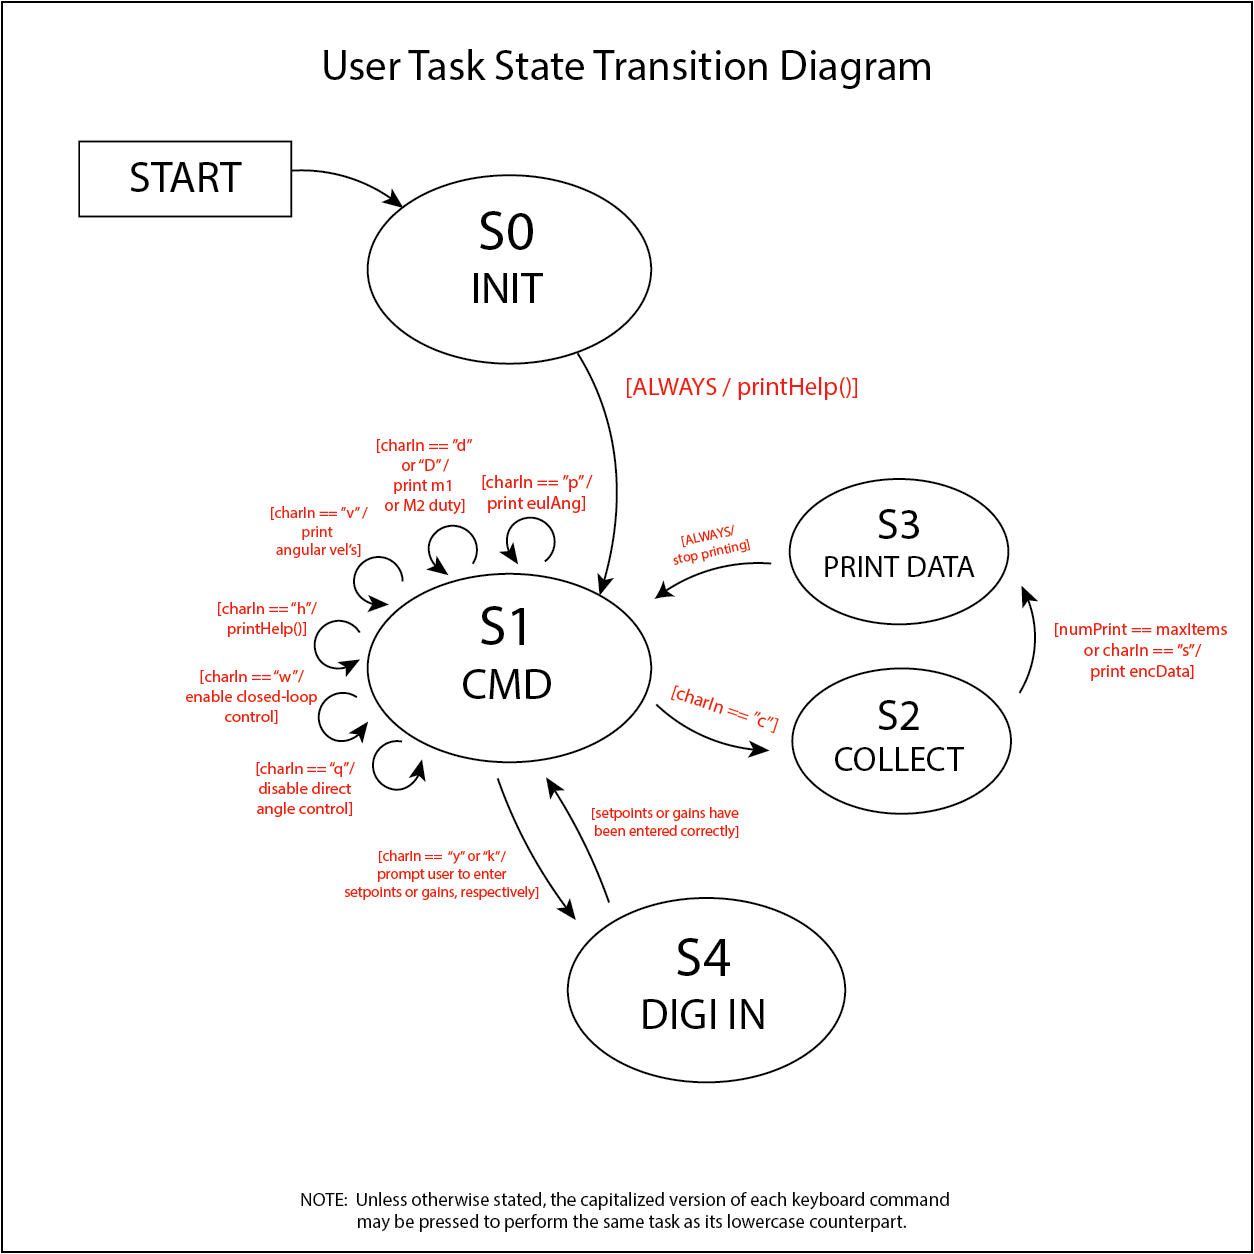 User Task State Transition Diagram
START
S0
INIT
[ALWAYS / printHelp()]
[charIn == ”d”
or “D” /
print m1
or M2 duty]
[charIn == ”p” /
print eulAng]
[charIn == “v” /
print
angular vel’s]
[charIn == “h”/
printHelp()]
[charIn == “w”/
enable closed-loop
control]
[charIn == “q”/
disable direct
angle control]
S1
CMD
[ALWAYS/
stop printing]
S3
PRINT DATA
[numPrint == maxItems
or charIn == ”s”/
print encData]
[charIn == ”c”]
S2
COLLECT
[setpoints or gains have
been entered correctly]
[charIn == “y” or “k”/
prompt user to enter
setpoints or gains, respectively]
S4
DIGI IN
NOTE: Unless otherwise stated, the capitalized version of each keyboard command
may be pressed to perform the same task as its lowercase counterpart.